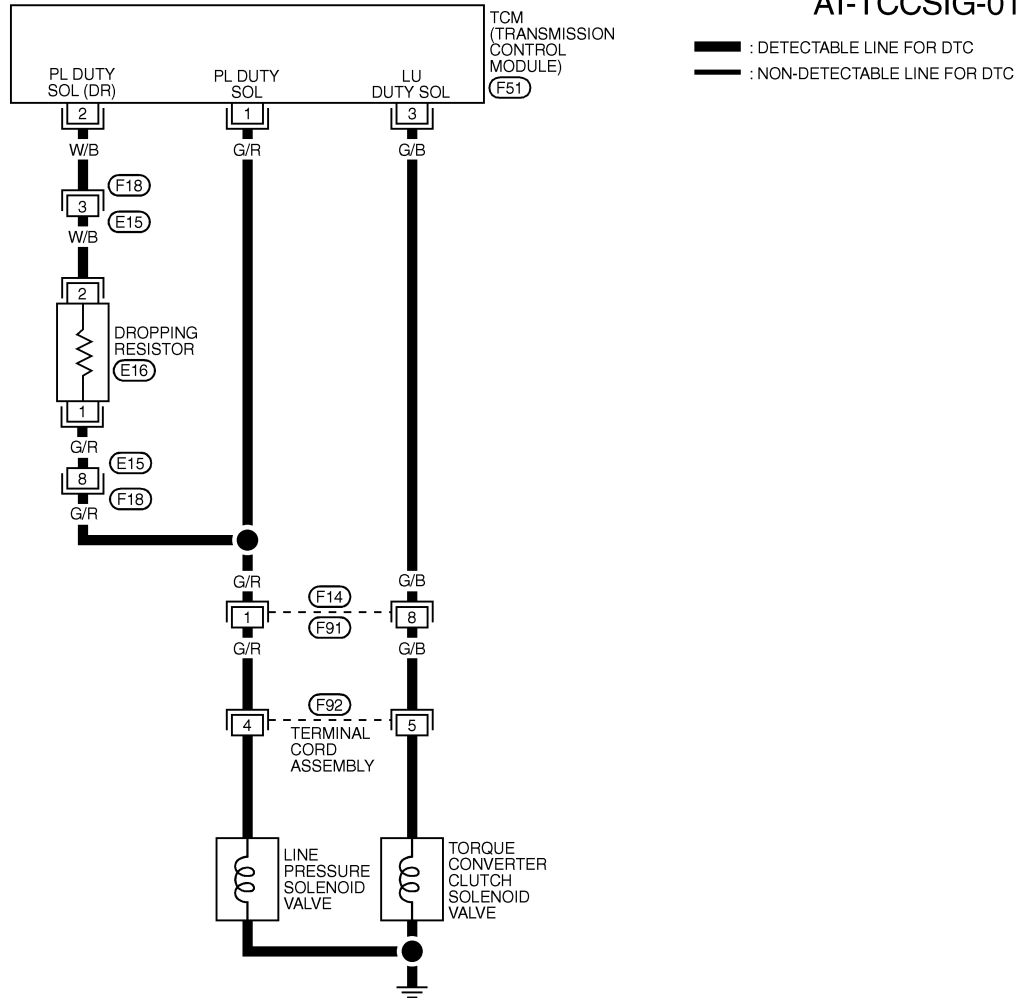 AT-TCCSIG-01
TCM
(TRANSMISSION
CONTROL
MODULE)
F51
: DETECTABLE LINE FOR DTC
: NON-DETECTABLE LINE FOR DTC
PL DUTY
SOL (DR)
PL DUTY
SOL
LU
DUTY SOL
2
1
3
W/B
G/R
G/B
F18
3
E15
W/B
2
DROPPING
RESISTOR
E16
1
G/R
E15
8
F18
G/R
G/R
G/B
F14
1
8
F91
G/R
G/B
F92
4
5
TERMINAL
CORD
ASSEMBLY
LINE
PRESSURE
SOLENOID
VALVE
TORQUE
CONVERTER
CLUTCH
SOLENOID
VALVE